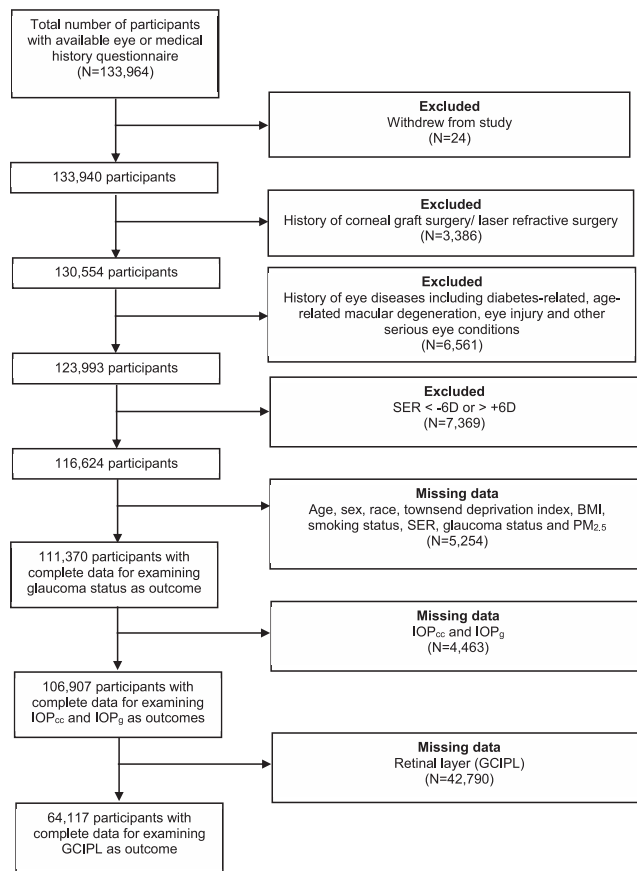 Total number of participants
with available eye or medical
history questionnaire
(N=133,964)
Excluded
Withdrew from study
(N=24)
133,940 participants
Excluded
History of corneal graft surgery/ laser refractive surgery
(N=3,386)
130,554 participants
Excluded
History of eye diseases including diabetes-related, age-
related macular degeneration, eye injury and other
serious eye conditions
(N=6,561)
123,993 participants
Excluded
SER < -6D or > +6D
(N=7,369)
116,624 participants
Missing data
Age, sex, race, townsend deprivation index, BMI,
smoking status, SER, glaucoma status and PM2.5
(N=5,254)
111,370 participants with
complete data for examining
glaucoma status as outcome
Missing data
IOPcc and IOPg
(N=4,463)
106,907 participants with
complete data for examining
IOPcc and IOPg as outcomes
Missing data
Retinal layer (GCIPL)
(N=42,790)
64,117 participants with
complete data for examining
GCIPL as outcome